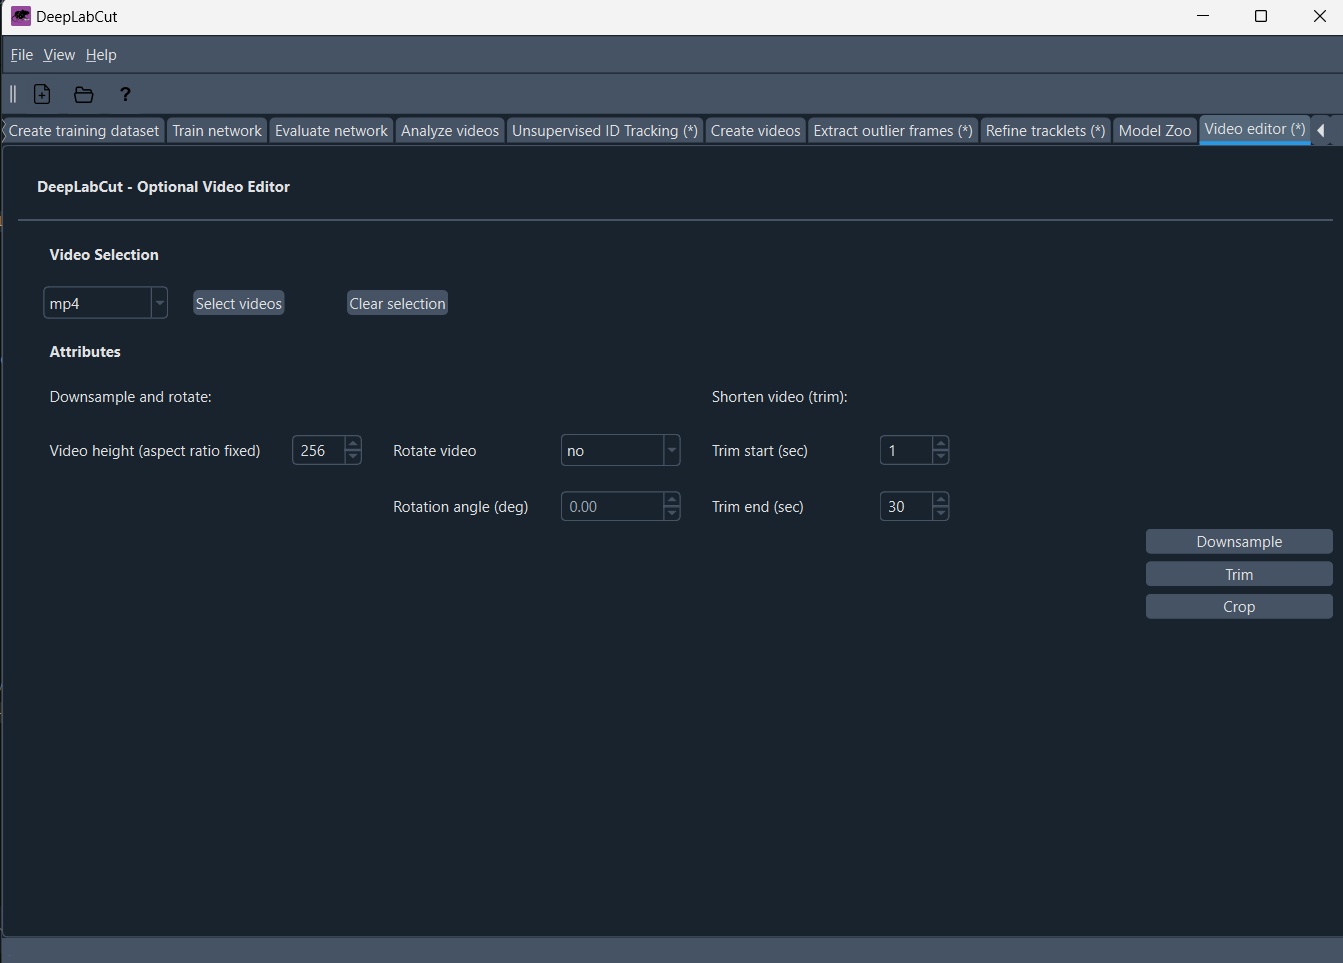 DeepLabCut
File View Help
?
Create training dataset Train network Evaluate network Analyze videos Unsupervised ID Tracking (*) Create videos Extract outlier frames (*) Refine tracklets (*) Model Zoo Video editor (*)
DeepLabCut - Optional Video Editor
Video Selection
mp4 Select videos Clear selection
Attributes
Downsample and rotate: Shorten video (trim):
Video height (aspect ratio fixed) 256 Rotate video no Trim start (sec) 1
Rotation angle (deg) 0.00 Trim end (sec) 30
Downsample
Trim
Crop